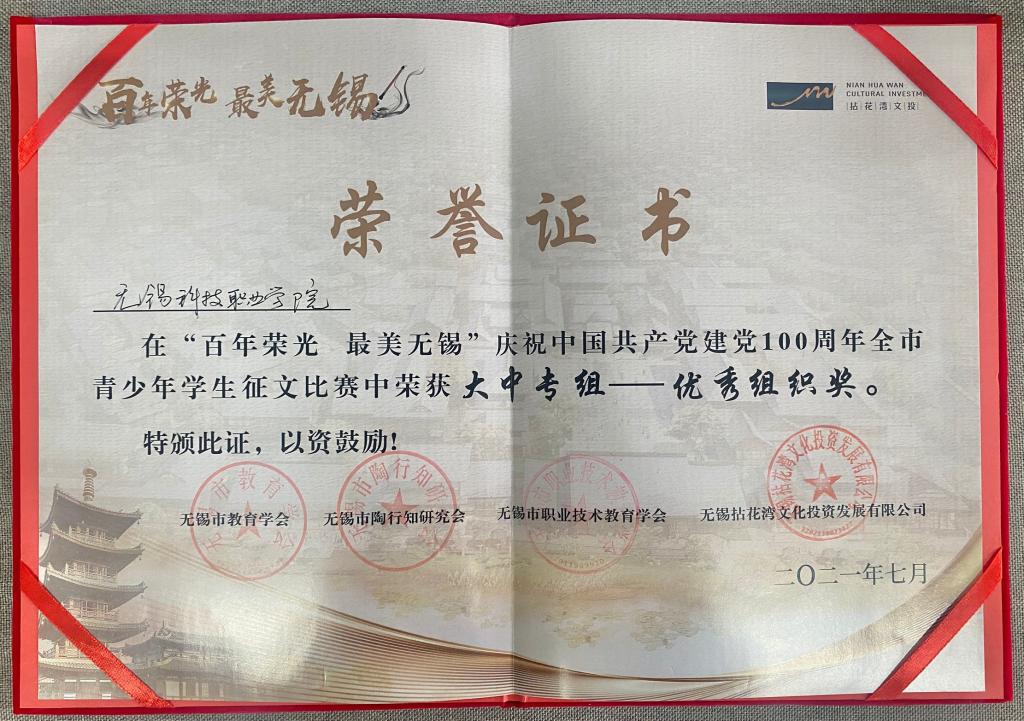 百年荣光 最美无锡
NIAN HUA WAN
CULTURAL INVESTME
拈花湾文投
荣誉证书
无锡科技职业学院
在“百年荣光 最美无锡”庆祝中国共产党建党100周年全市
青少年学生征文比赛中荣获 大中专组——优秀组织奖。
特颁此证，以资鼓励！
无锡市教育学会
无锡市陶行知研究会
无锡市职业技术教育学会
无锡拈花湾文化投资发展有限公司
二〇二一年七月